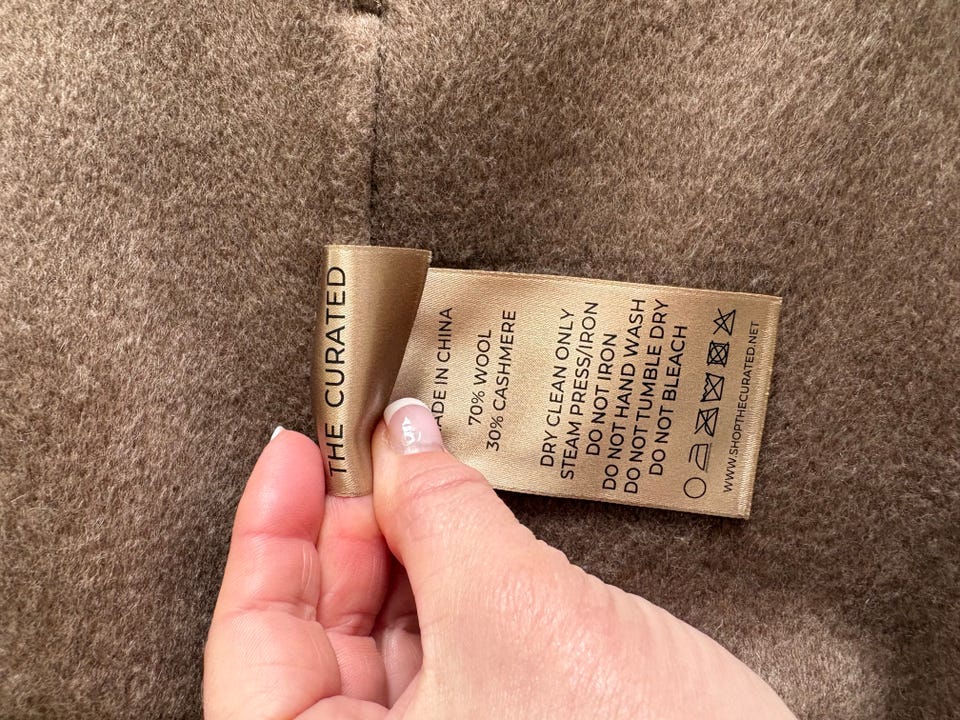 THE CURATED
ADE IN CHINA
70% WOOL
30% CASHMERE
DRY CLEAN ONLY
STEAM PRESS/IRON
DO NOT IRON
DO NOT HAND WASH
DO NOT TUMBLE DRY
DO NOT BLEACH
WWW.SHOPTHECURATED.NET